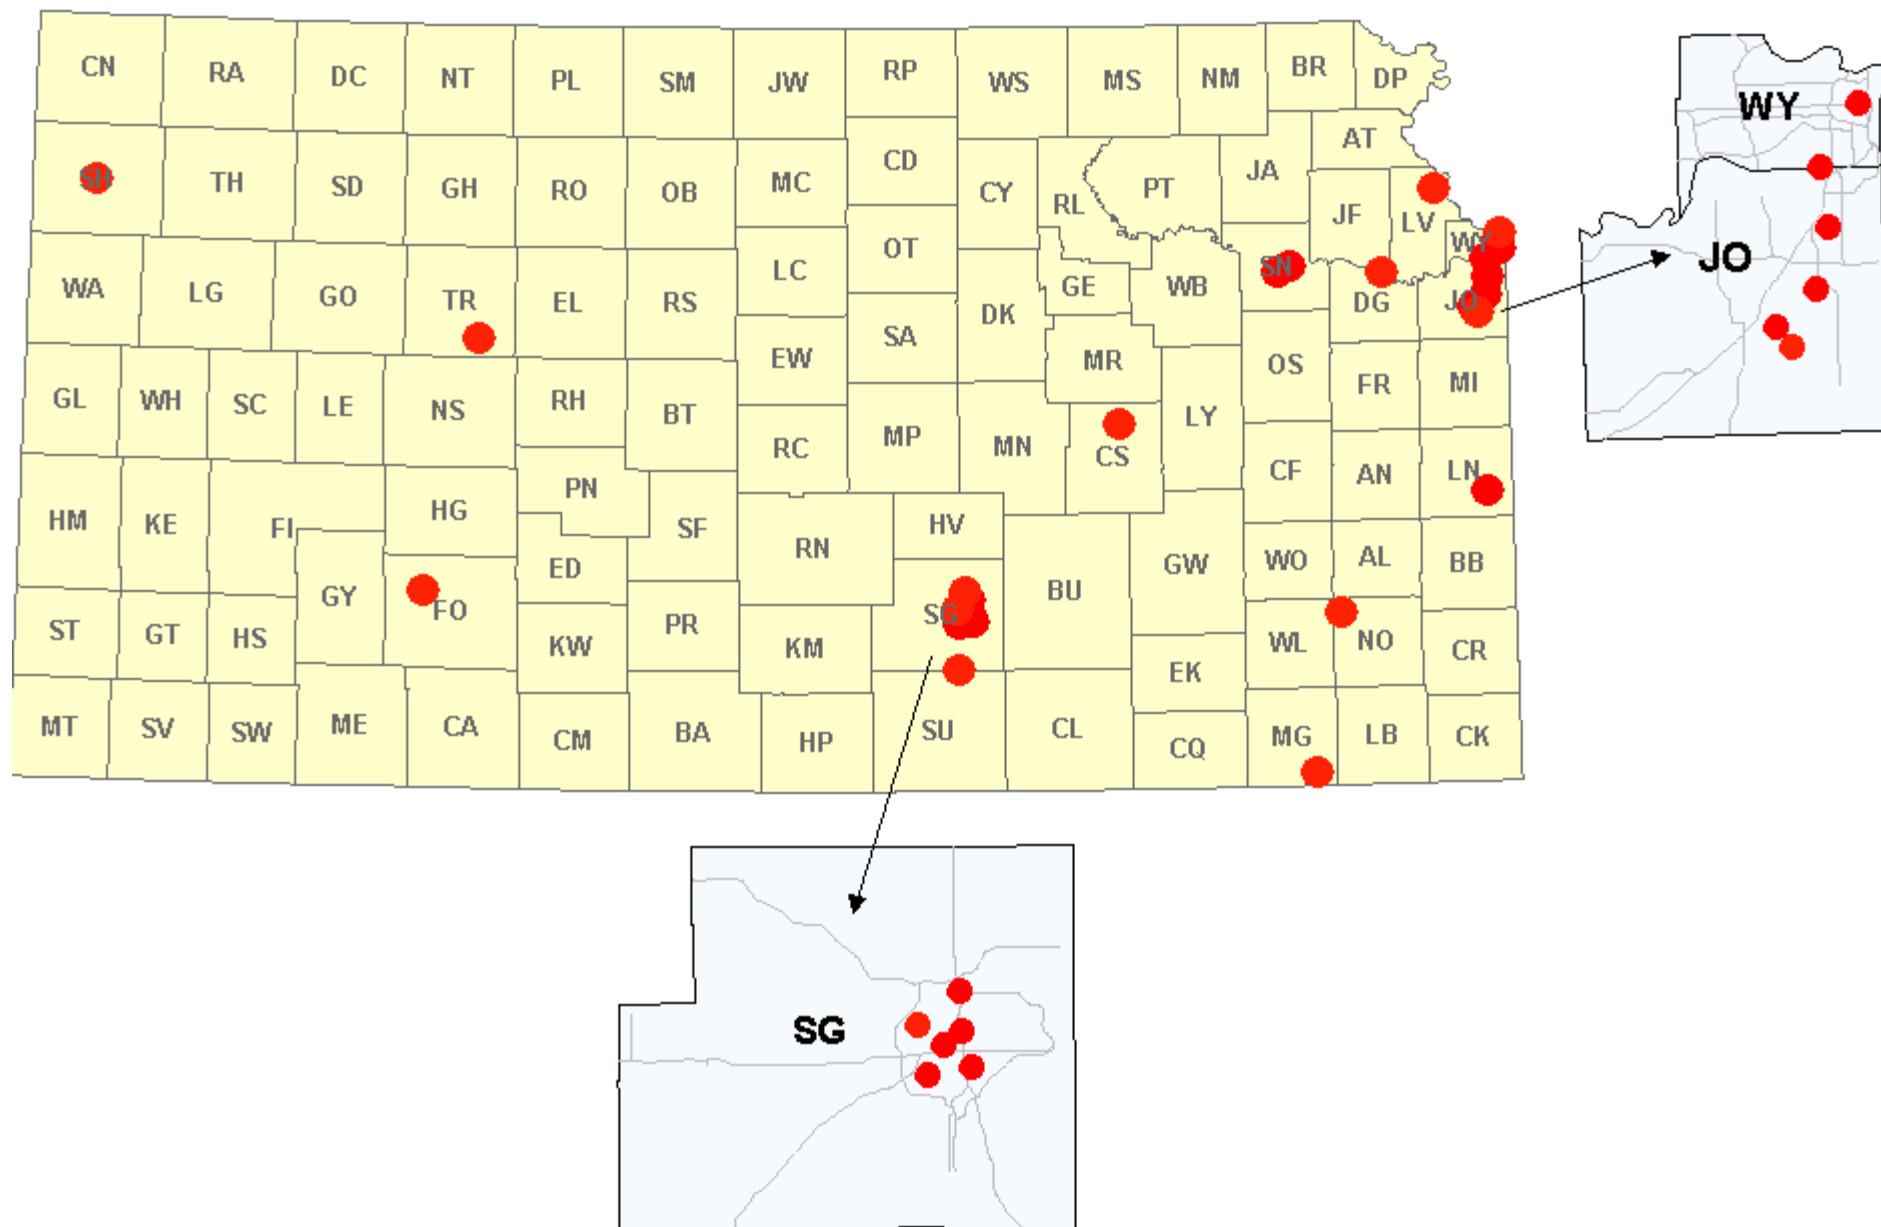 CN RA DC NT PL SM JW RP WS MS NM BR DP
SH TH SD GH RO OB MC CD CY RL PT JA AT
JF LV WY
WA LG GO TR EL RS LC OT DK GE WB SN DG JO
EW SA MR OS FR MI
GL WH SC LE NS RH BT RC MP MN CS LY CF AN LN
HM KE FI HG PN SF RN HV BU GW WO AL BB
GY FO ED SG
ST GT HS KW PR KM EK WL NO CR
MT SV SW ME CA CM BA HP SU CL CQ MG LB CK
WY
JO
SG